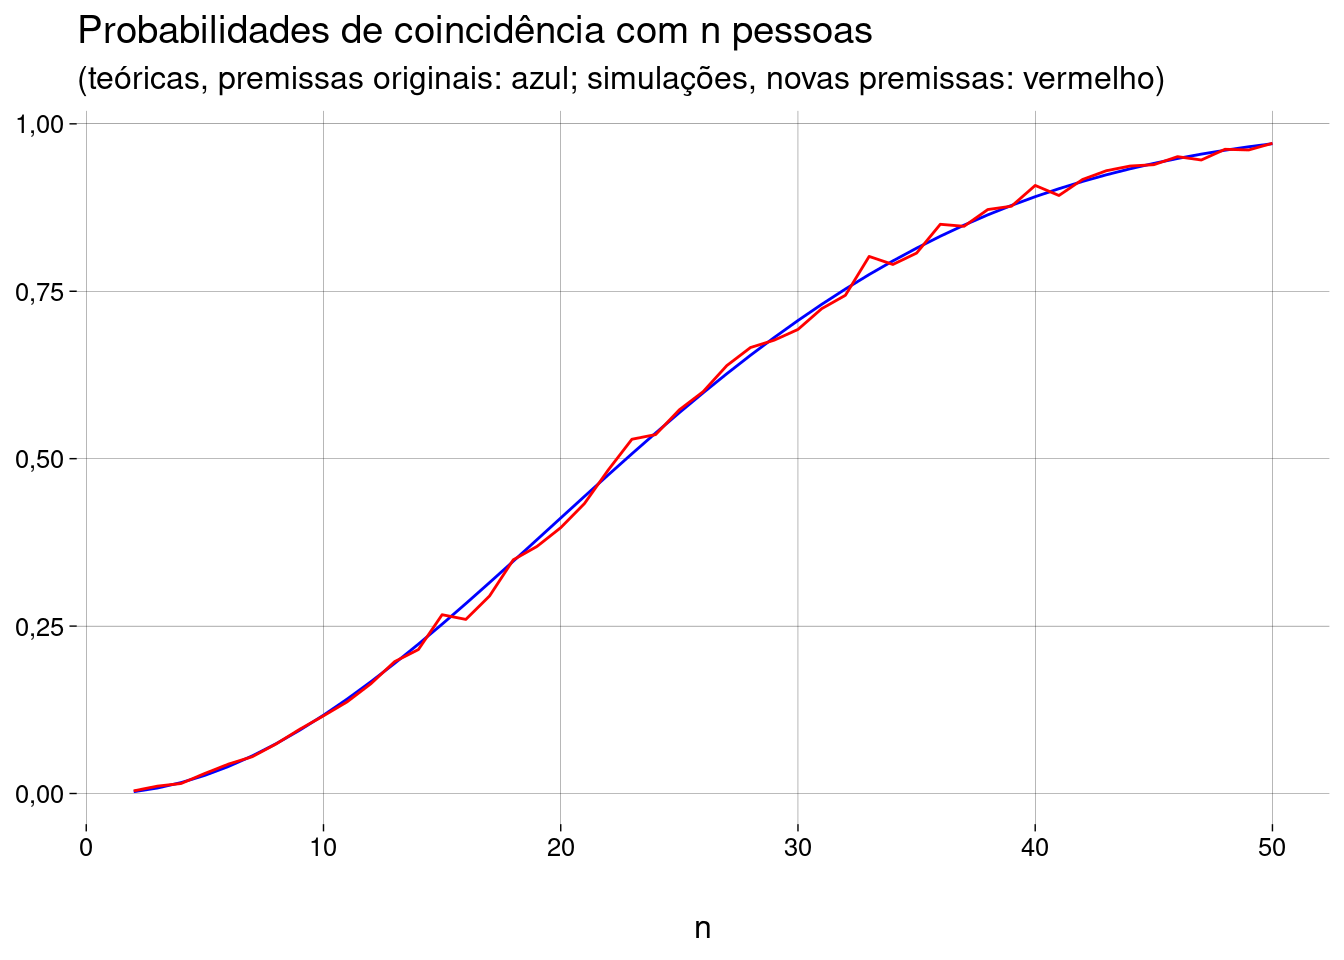 Probabilidades de coincidência com n pessoas
(teóricas, premissas originais: azul; simulações, novas premissas: vermelho)
1,00
0,75
0,50
0,25
0,00
0 10 20 30 40 50
n